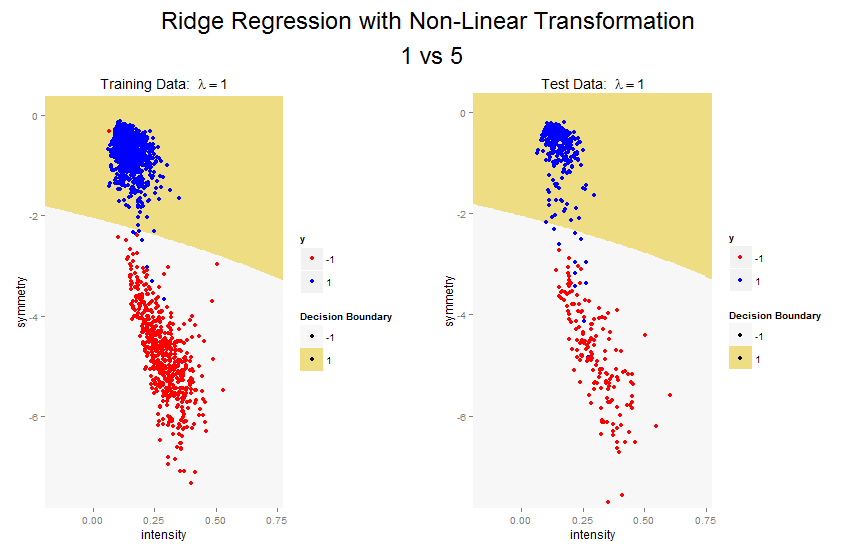 Ridge Regression with Non-Linear Transformation
1 vs 5
Training Data: λ = 1
Test Data: λ = 1
0
-2
-4
-6
symmetry
0.00 0.25 0.50 0.75
intensity
y
-1
1
Decision Boundary
-1
1
0
-2
-4
-6
symmetry
0.00 0.25 0.50 0.75
intensity
y
-1
1
Decision Boundary
-1
1